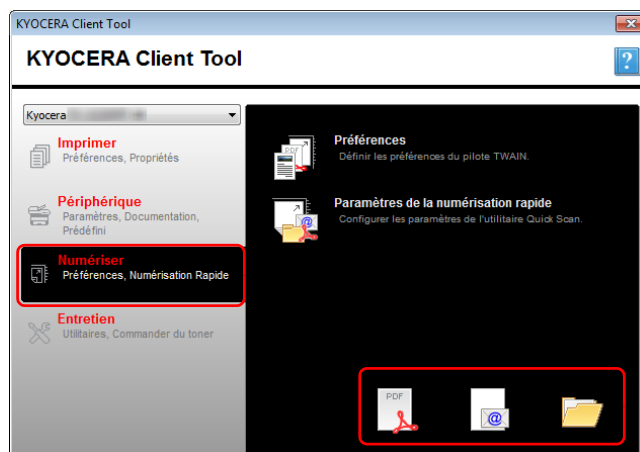 KYOCERA Client Tool
KYOCERA Client Tool
?
Kyocera
Imprimer
Préférences, Propriétés
Périphérique
Paramètres, Documentation,
Prédéfini
Numériser
Préférences, Numérisation Rapide
Entretien
Utilitaires, Commander du toner
PDF
Préférences
Définir les préférences du pilote TWAIN.
@
Paramètres de la numérisation rapide
Configurer les paramètres de l'utilitaire Quick Scan.
PDF
@